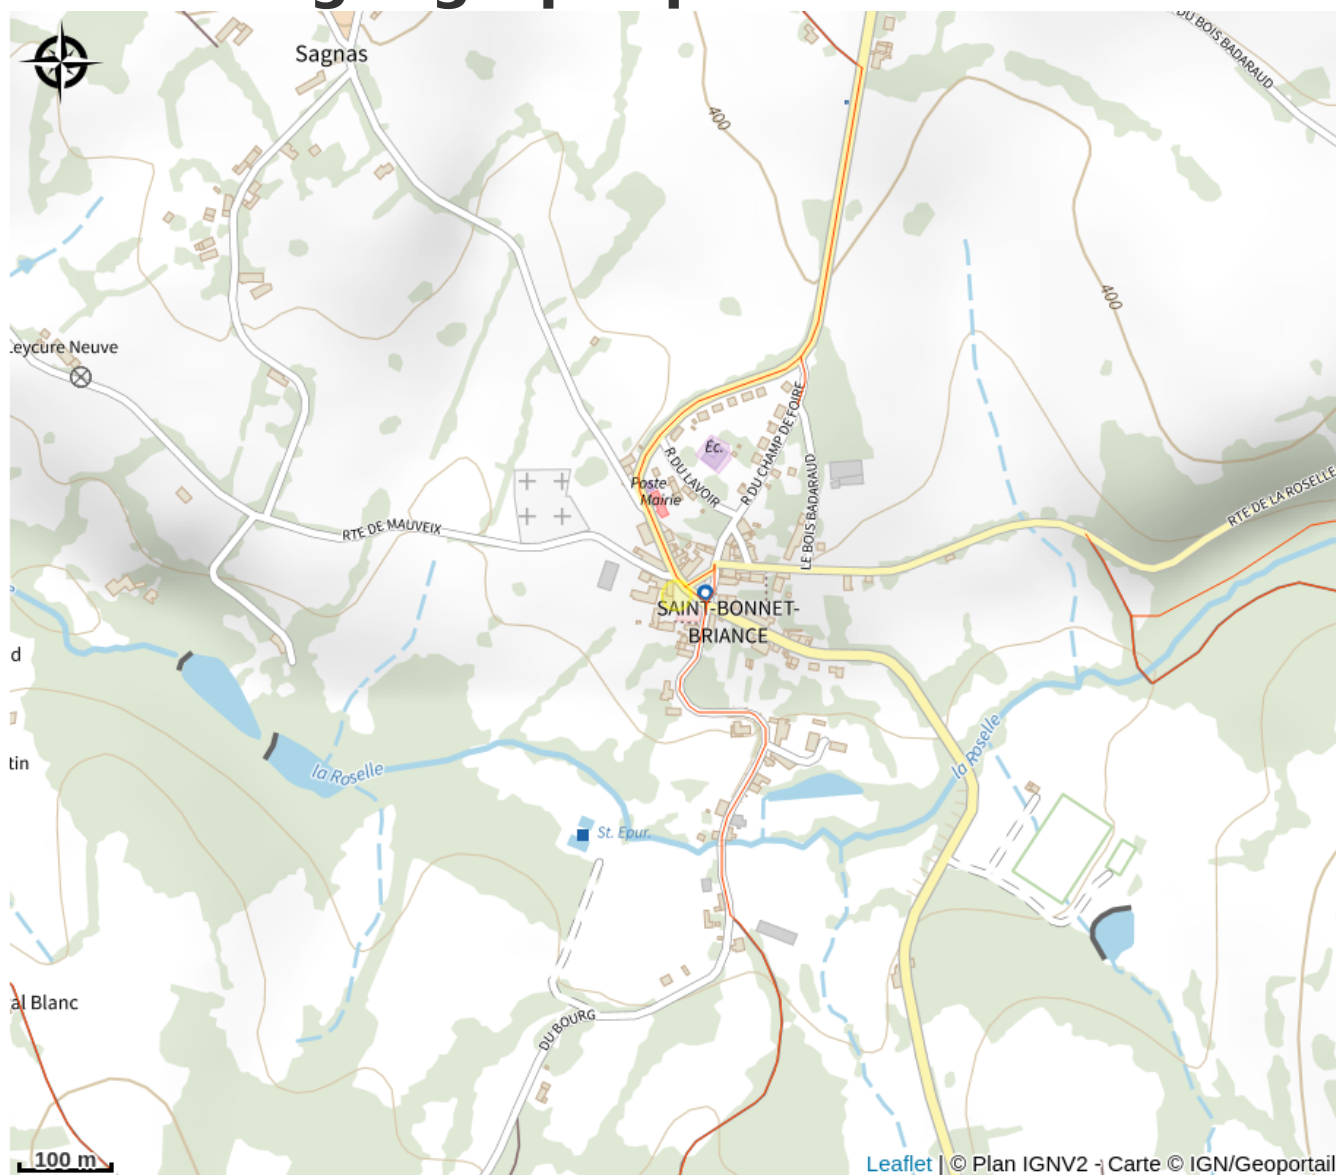 Sagnas
DU BOIS BADARAUD
400
400
Leycure Neuve
R DU CHAMP DE FOIRE
Éc.
R DU LAVOIR
Poste
Mairie
LE BOIS BADARAUD
RTE DE LA ROSELLE
RTE DE MAUVEIX
SAINT-BONNET-
BRIANCE
d
tin
la Roselle
la Roselle
St. Epur.
al Blanc
DU BOURG
100 m
Leaflet | © Plan IGNV2 - Carte © IGN/Geoportail